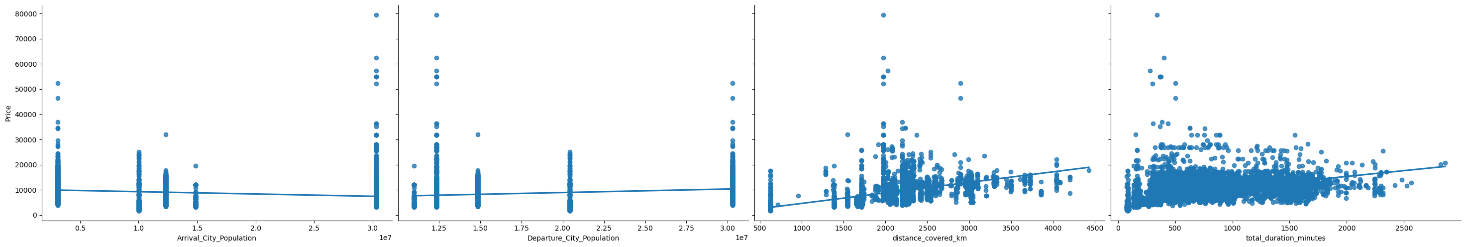 80000
70000
60000
50000
40000
30000
20000
10000
0
Price
0.5 1.0 1.5 2.0 2.5 3.0
1e7
Arrival_City_Population
1.25 1.50 1.75 2.00 2.25 2.50 2.75 3.00
1e7
Departure_City_Population
500 1000 1500 2000 2500 3000 3500 4000 4500
distance_covered_km
0 500 1000 1500 2000 2500
total_duration_minutes